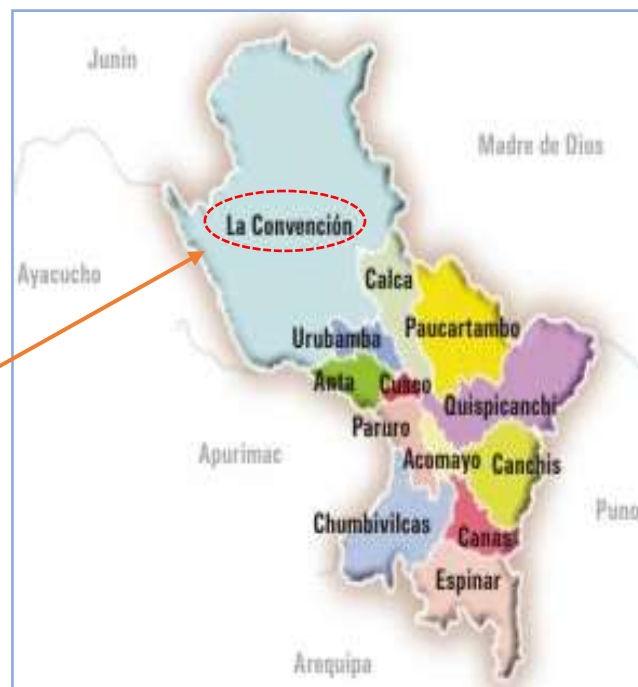 Junin
Madre de Dios
La Convención
Ayacucho
Calca
Paucartambo
Urubamba
Anta
Cusco
Quispicanchi
Paruro
Apurimac
Acomayo
Canchis
Puno
Chumbivilcas
Canas
Espinar
Arequipa